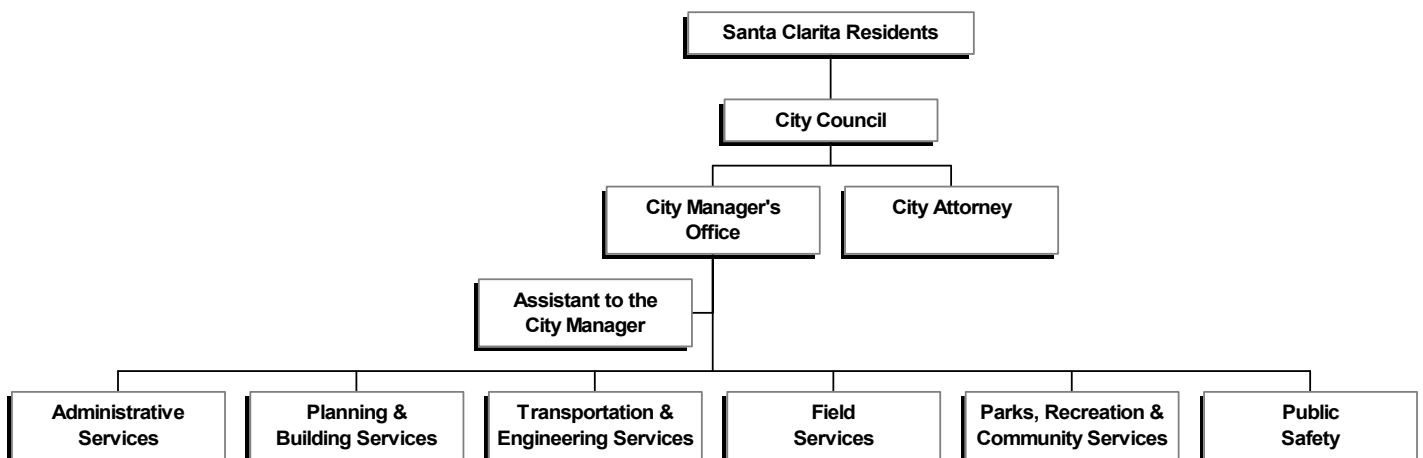 Santa Clarita Residents
City Council
City Manager's
Office
City Attorney
Assistant to the
City Manager
Administrative
Services
Planning &
Building Services
Transportation &
Engineering Services
Field
Services
Parks, Recreation &
Community Services
Public
Safety